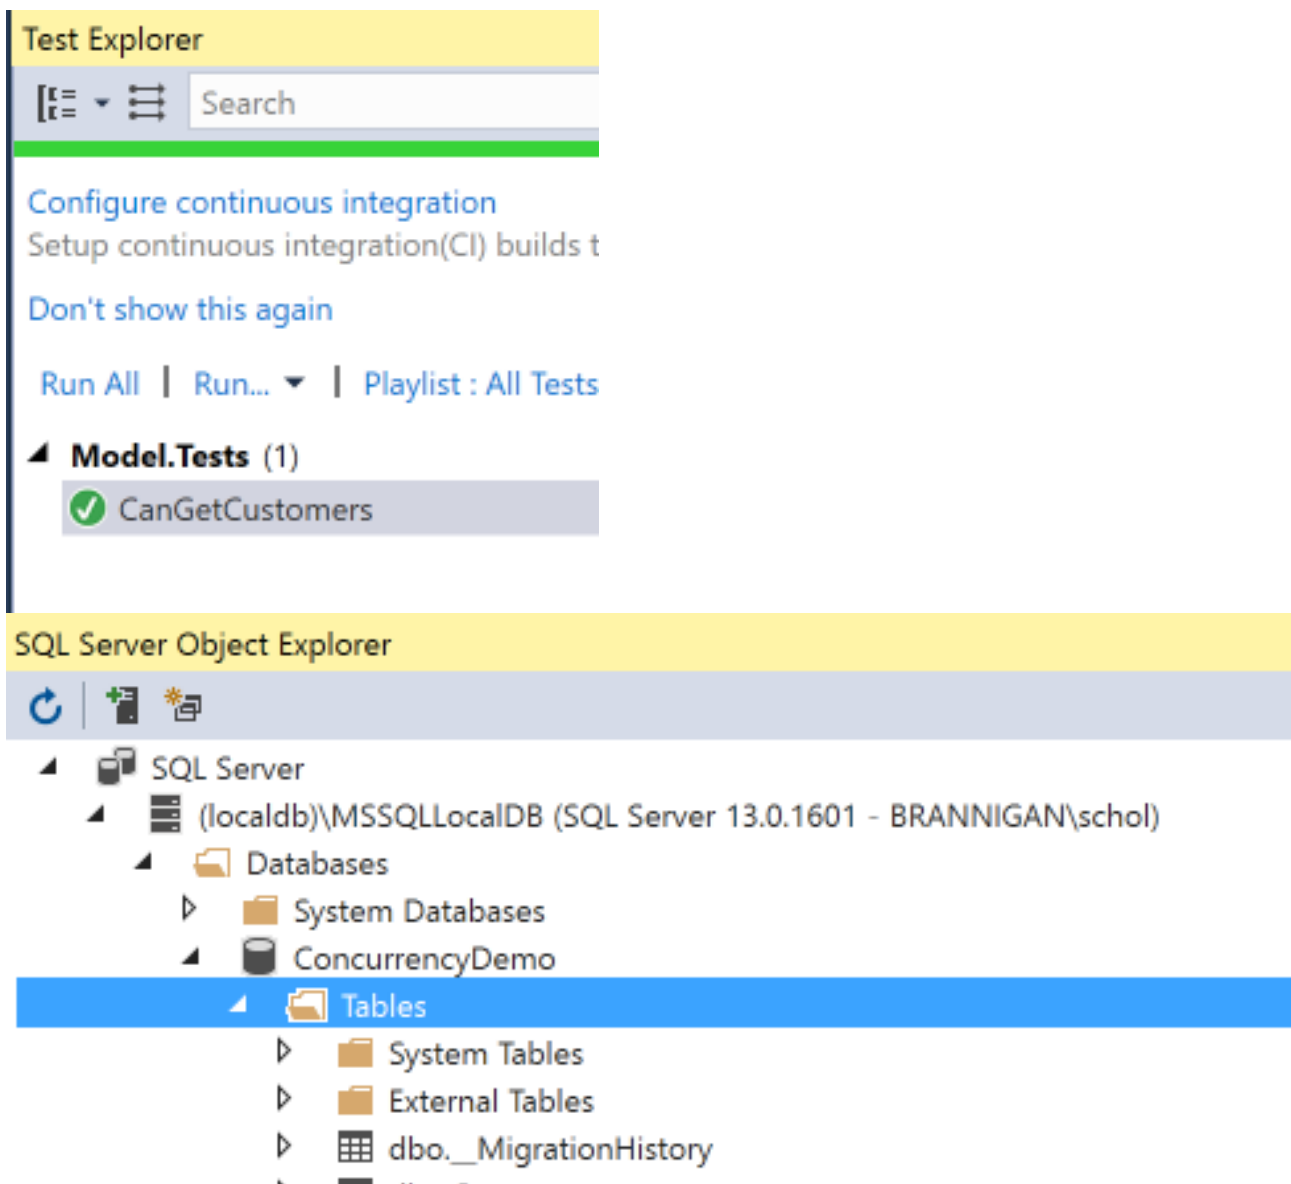 Test Explorer
Search
Configure continuous integration
Setup continuous integration(CI) builds t
Don't show this again
Run All | Run... | Playlist : All Tests
Model.Tests (1)
CanGetCustomers
SQL Server Object Explorer
SQL Server
(localdb)\MSSQLLocalDB (SQL Server 13.0.1601 - BRANNIGAN\schol)
Databases
System Databases
ConcurrencyDemo
Tables
System Tables
External Tables
dbo.__MigrationHistory